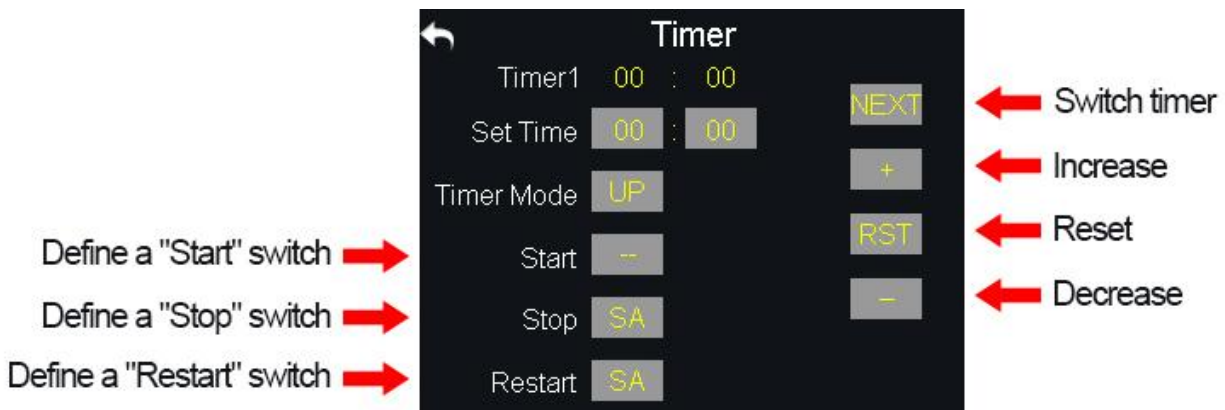 Timer
Timer1 00 : 00
NEXT
Switch timer
Set Time 00 : 00
+
Increase
Timer Mode UP
RST
Reset
Define a "Start" switch
Start --
Define a "Stop" switch
Stop SA
–
Decrease
Define a "Restart" switch
Restart SA